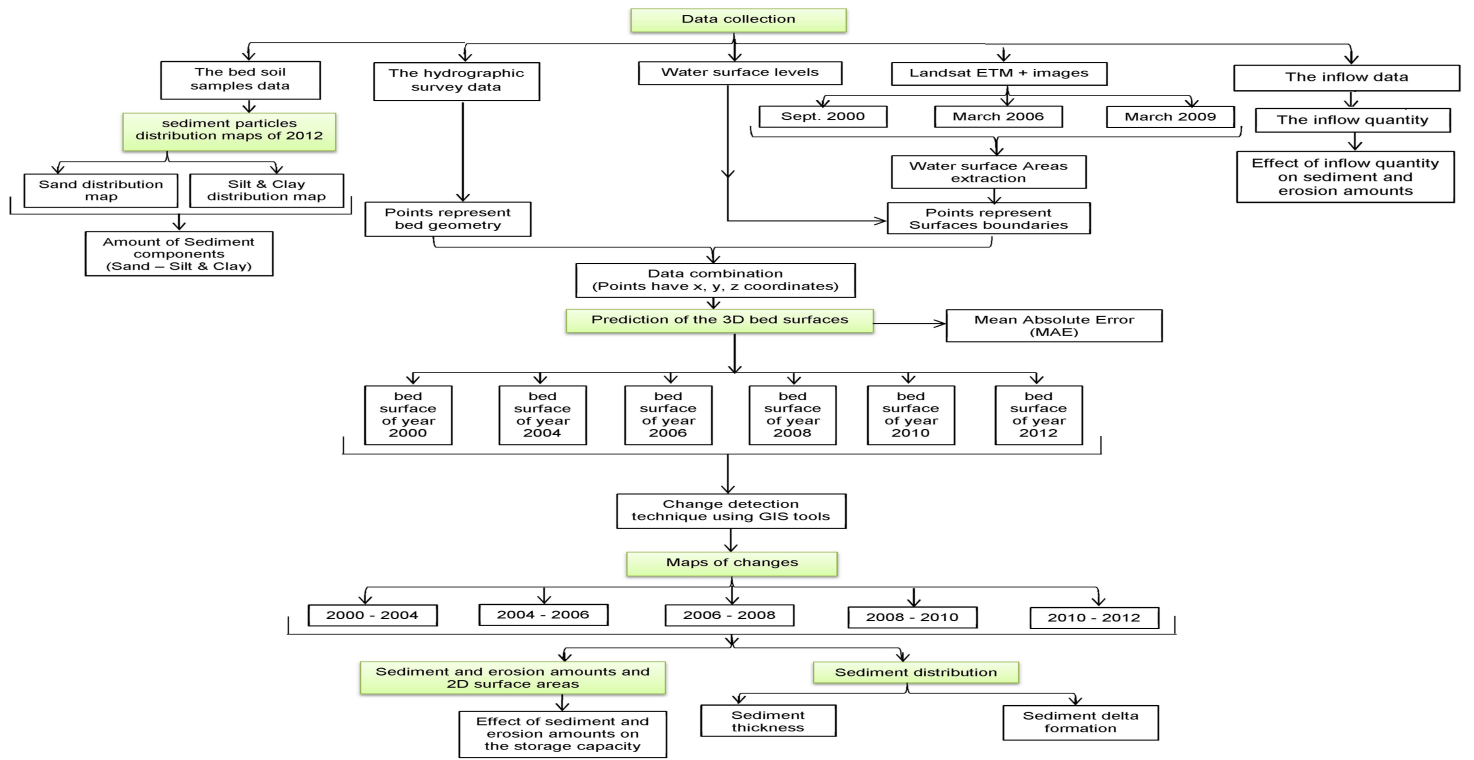 Data collection
The bed soil
samples data
The hydrographic
survey data
Water surface levels
Landsat ETM + images
The inflow data
Sept. 2000
March 2006
March 2009
The inflow quantity
sediment particles
distribution maps of 2012
Water surface Areas
extraction
Effect of inflow quantity
on sediment and
erosion amounts
Sand distribution
map
Silt & Clay
distribution map
Points represent
bed geometry
Points represent
Surfaces boundaries
Amount of Sediment
components
(Sand – Silt & Clay)
Data combination
(Points have x, y, z coordinates)
Prediction of the 3D bed surfaces
Mean Absolute Error
(MAE)
bed
surface
of year
2000
bed
surface
of year
2004
bed
surface
of year
2006
bed
surface
of year
2008
bed
surface
of year
2010
bed
surface
of year
2012
Change detection
technique using GIS tools
Maps of changes
2000 - 2004
2004 - 2006
2006 - 2008
2008 - 2010
2010 - 2012
Sediment and erosion amounts and
2D surface areas
Sediment distribution
Effect of sediment and
erosion amounts on
the storage capacity
Sediment
thickness
Sediment delta
formation